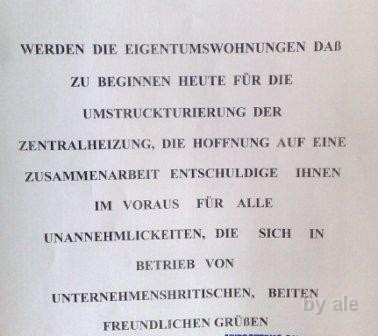 WERDEN DIE EIGENTUMSWOHNUNGEN DAß
ZU BEGINNEN HEUTE FÜR DIE
UMSTRUCKTURIERUNG DER
ZENTRALHEIZUNG, DIE HOFFNUNG AUF EINE
ZUSAMMENARBEIT ENTSCHULDIGE IHNEN
IM VORAUS FÜR ALLE
UNANNEHMLICKEITEN, DIE SICH IN
BETRIEB VON
UNTERNEHMENSHRITISCHEN, BEITEN
by ale
FREUNDLICHEN GRÜßEN